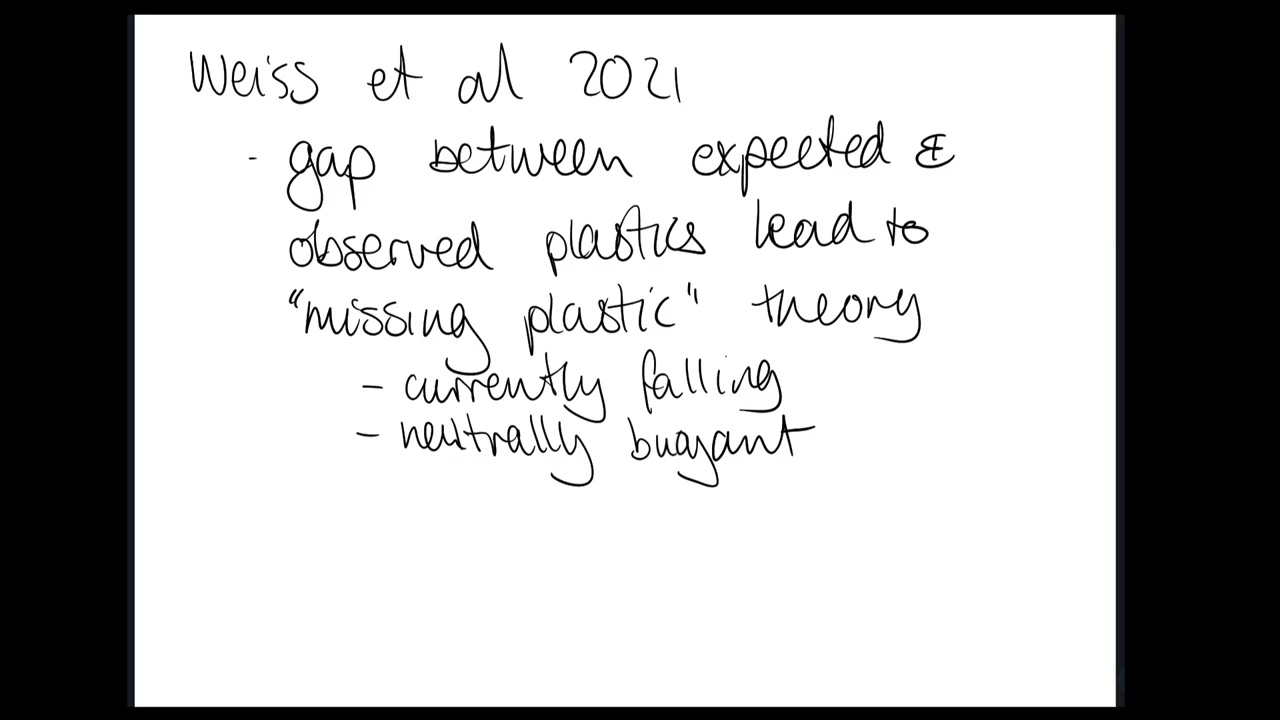 Weiss et al 2021
- gap between expected &
observed plastics lead to
"missing plastic" theory
- currently falling
- neutrally buoyant